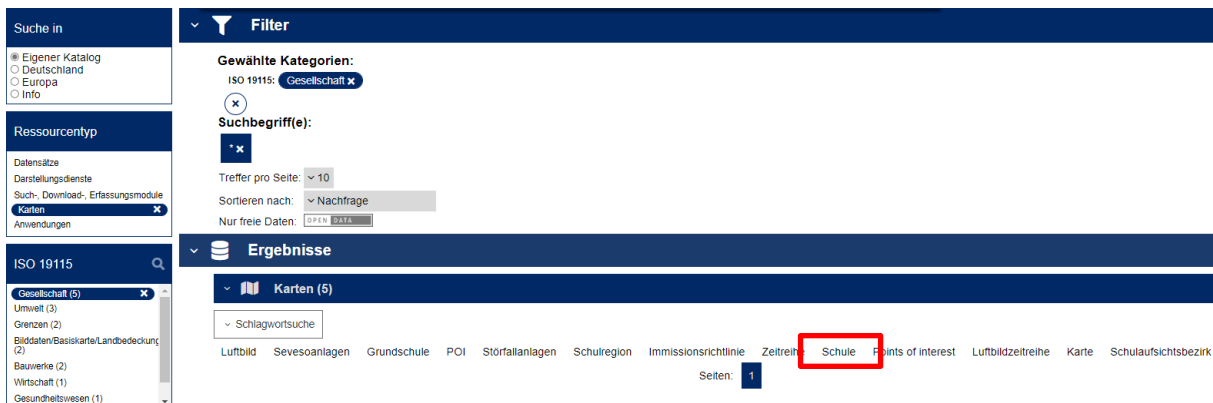 Suche in
Eigener Katalog
Deutschland
Europa
Info
Ressourcentyp
Datensätze
Darstellungsdienste
Such-, Download-, Erfassungsmodule
Karten
Anwendungen
ISO 19115
Gesellschaft (5)
Umwelt (3)
Grenzen (2)
Bilddaten/Basiskarte/Landbedeckung
(2)
Bauwerke (2)
Wirtschaft (1)
Gesundheitswesen (1)
Filter
Gewählte Kategorien:
ISO 19115: Gesellschaft
Suchbegriff(e):
*
Treffer pro Seite: 10
Sortieren nach: Nachfrage
Nur freie Daten: OPEN DATA
Ergebnisse
Karten (5)
Schlagwortsuche
Luftbild Sevesoanlagen Grundschule POI Störfallanlagen Schulregion Immissionsrichtlinie Zeitreihe Schule Points of interest Luftbildzeitreihe Karte Schulaufsichtsbezirk
Seiten: 1